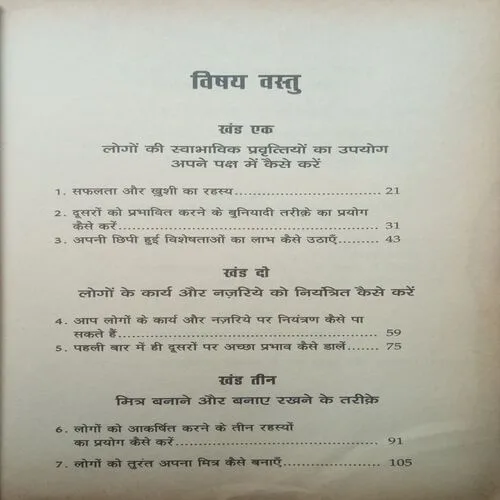 विषय वस्तु
खंड एक
लोगों की स्वाभाविक प्रवृत्तियों का उपयोग
अपने पक्ष में कैसे करें
1. सफलता और ख़ुशी का रहस्य.................................21
2. दूसरों को प्रभावित करने के बुनियादी तरीक़े का प्रयोग
कैसे करें................................................................31
3. अपनी छिपी हुई विशेषताओं का लाभ कैसे उठाएँ.........43
खंड दो
लोगों के कार्य और नज़रिये को नियंत्रित कैसे करें
4. आप लोगों के कार्य और नज़रिये पर नियंत्रण कैसे पा
सकते हैं................................................................59
5. पहली बार में ही दूसरों पर अच्छा प्रभाव कैसे डालें.......75
खंड तीन
मित्र बनाने और बनाए रखने के तरीक़े
6. लोगों को आकर्षित करने के तीन रहस्यों
का प्रयोग कैसे करें..................................................91
7. लोगों को तुरंत अपना मित्र कैसे बनाएँ......................105